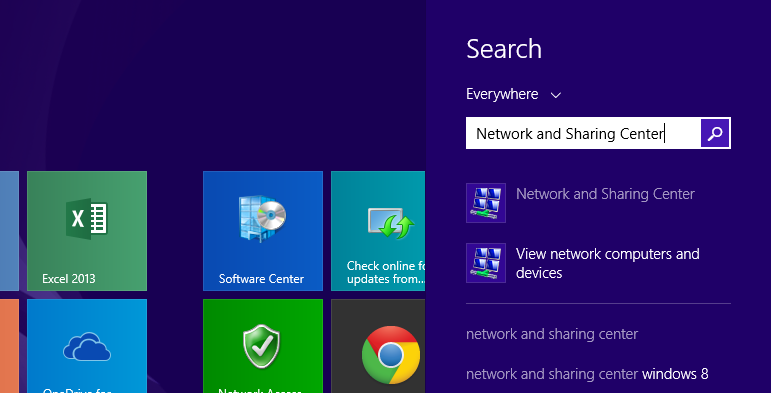 Search
Everywhere
Network and Sharing Center
Network and Sharing Center
View network computers and
devices
network and sharing center
network and sharing center windows 8
Excel 2013
Software Center
Check online fo
updates from...
OneDrive for
Network Access